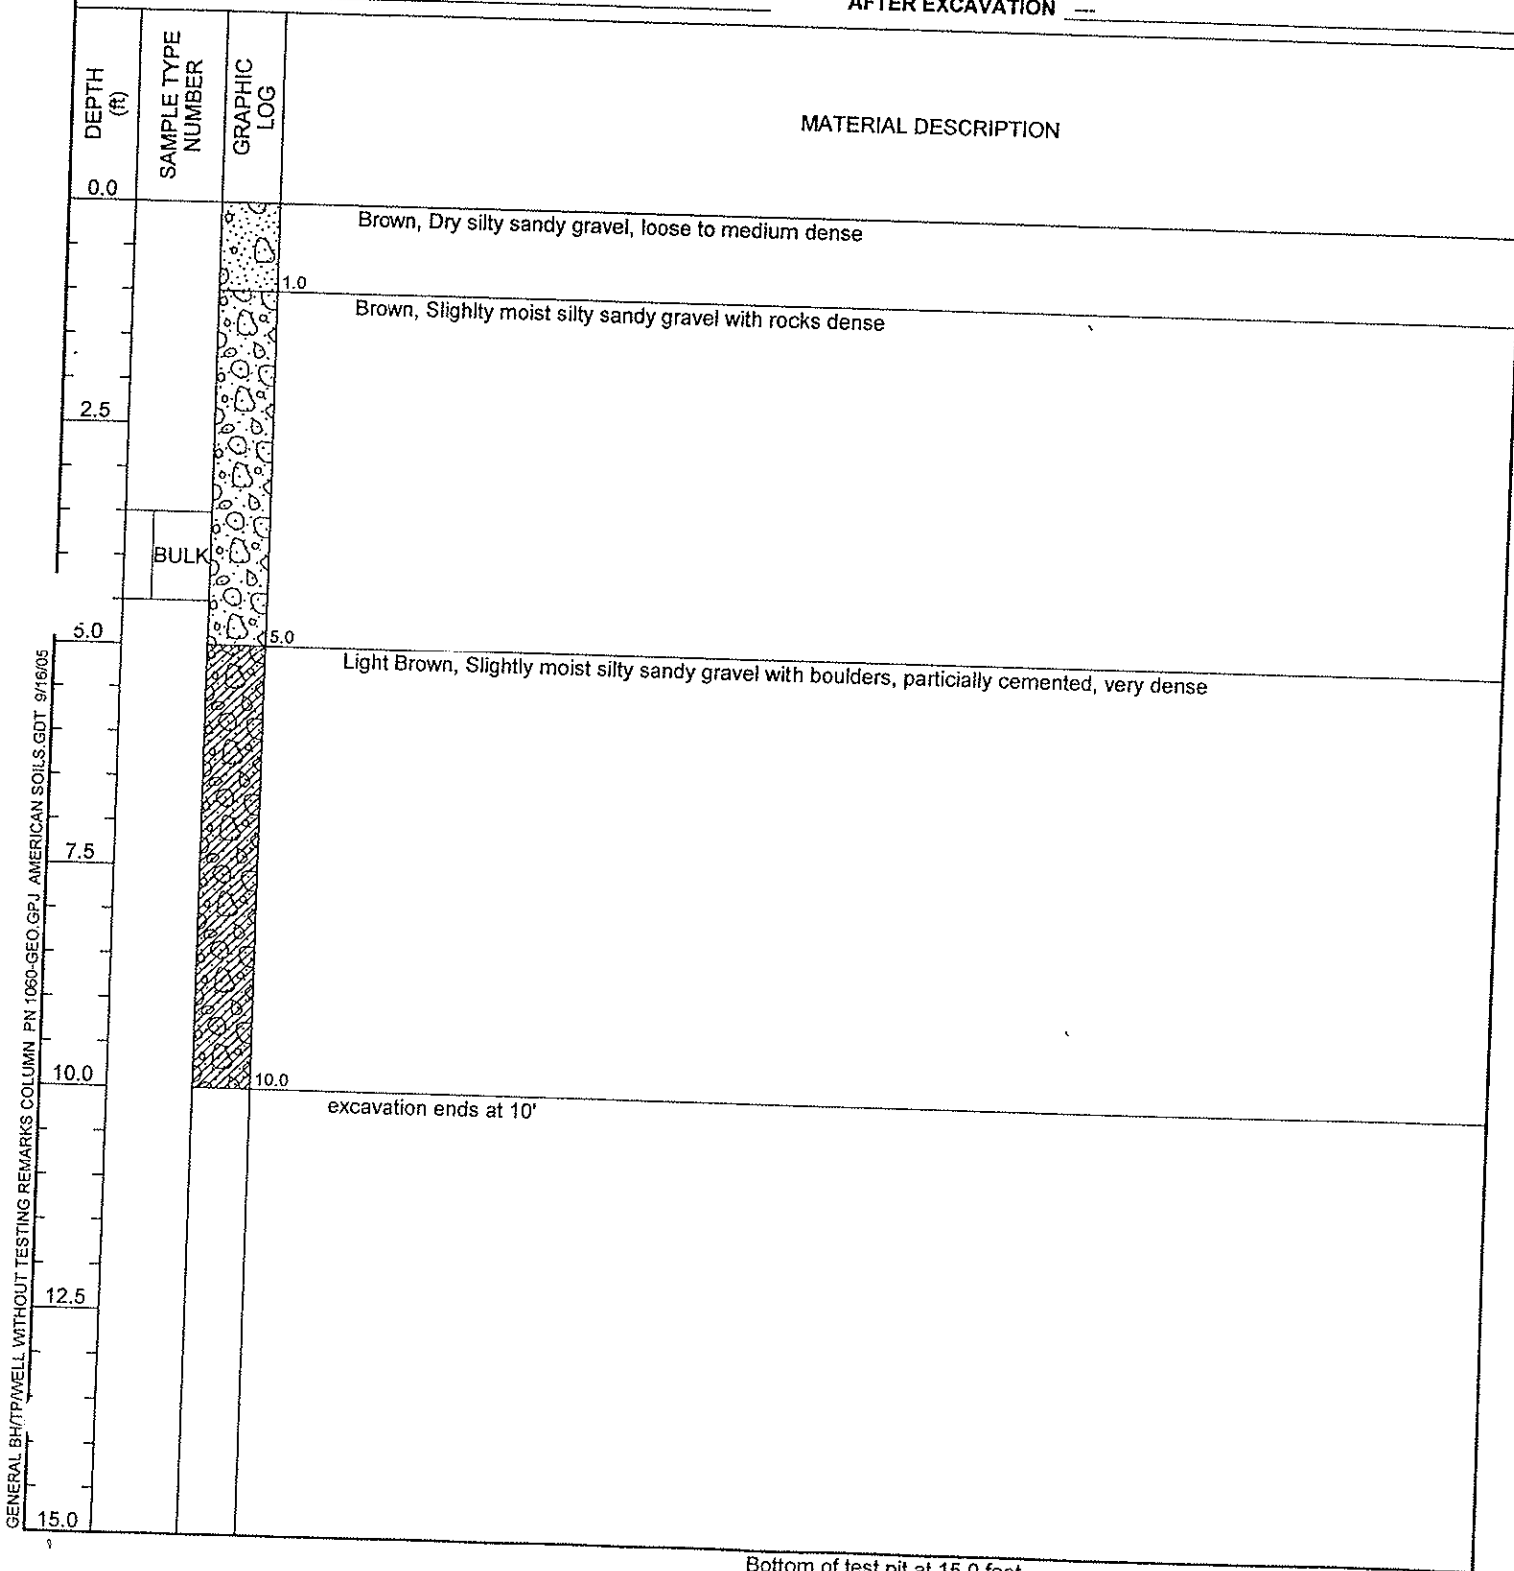 AFTER EXCAVATION ---
DEPTH
(ft)
SAMPLE TYPE
NUMBER
GRAPHIC
LOG
MATERIAL DESCRIPTION
0.0
Brown, Dry silty sandy gravel, loose to medium dense
1.0
Brown, Slighlty moist silty sandy gravel with rocks dense
2.5
BULK
5.0
5.0
Light Brown, Slightly moist silty sandy gravel with boulders, particially cemented, very dense
7.5
10.0
10.0
excavation ends at 10'
12.5
15.0
Bottom of test pit at 15.0 feet
GENERAL BH/TP/WELL WITHOUT TESTING REMARKS COLUMN PN 1060-GEO.GPJ AMERICAN SOILS.GDT 9/16/05